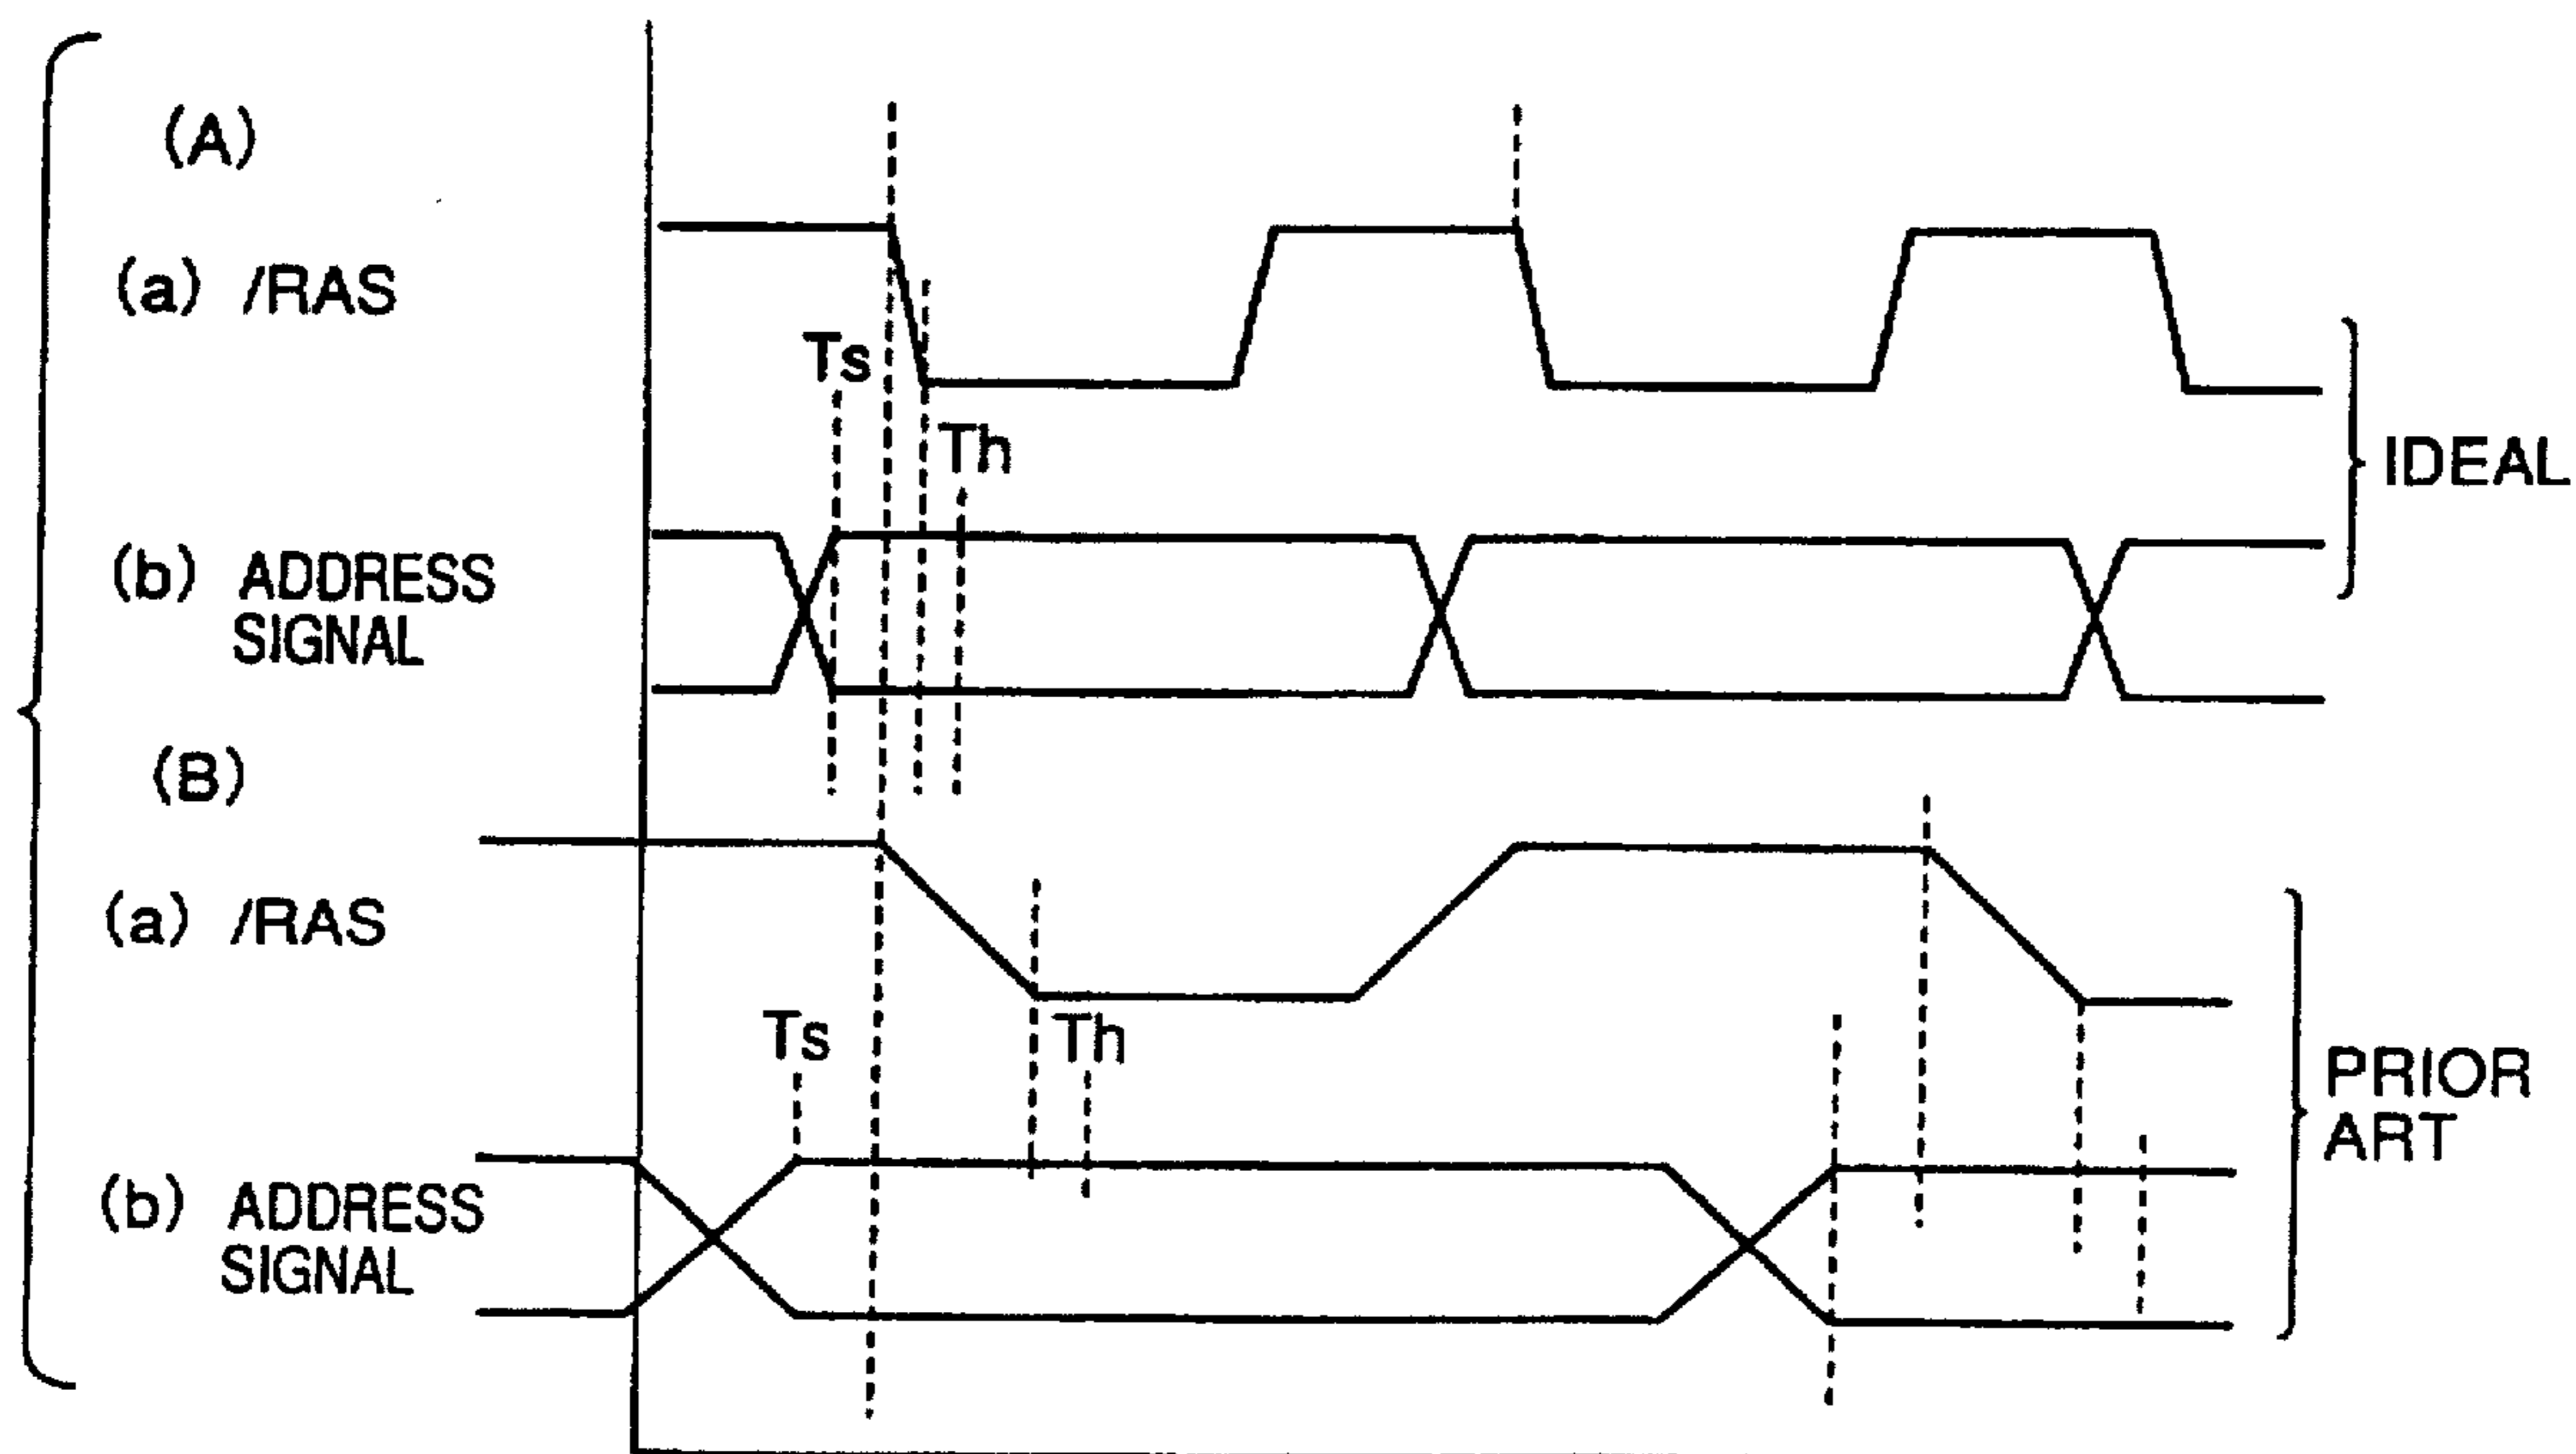 (A)
(a) /RAS
Ts
Th
IDEAL
(b) ADDRESS
SIGNAL
(B)
(a) /RAS
Ts
Th
PRIOR
ART
(b) ADDRESS
SIGNAL